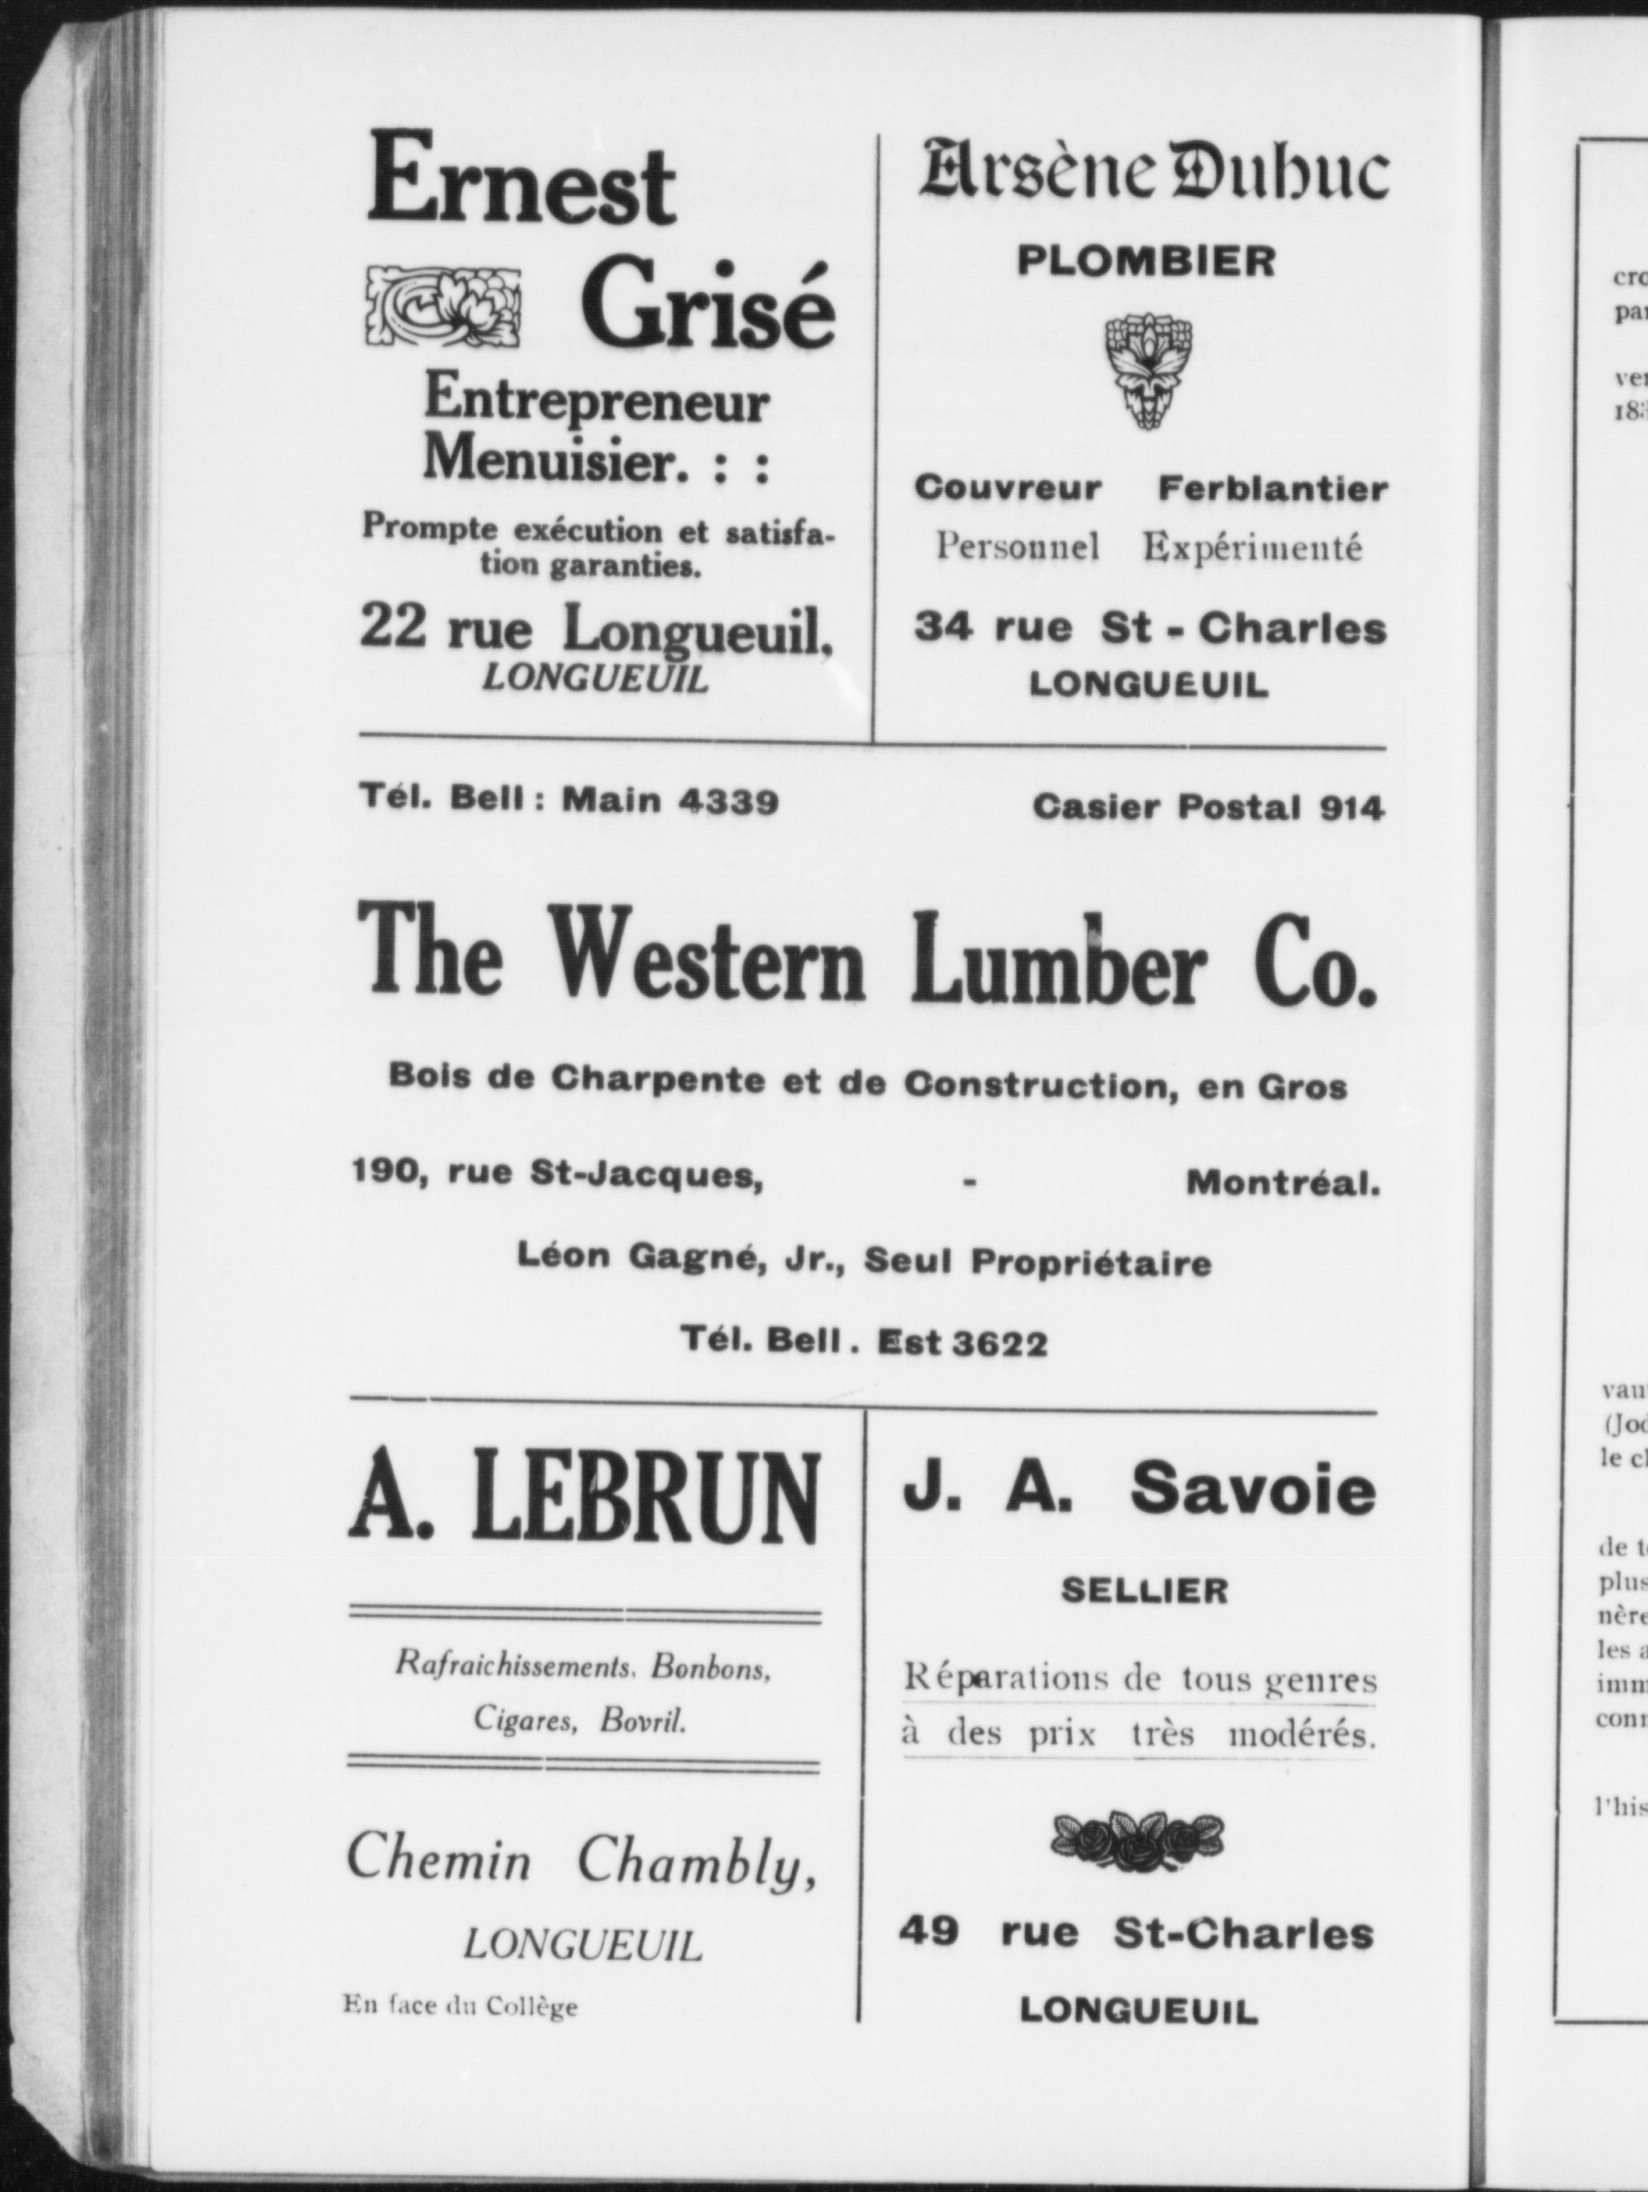 Ernest
Grisé
Entrepreneur
Menuisier. : :
Prompte exécution et satisfa-
tion garanties.
22 rue Longueuil,
LONGUEUIL
Arsène Dubuc
PLOMBIER
Couvreur Ferblantier
Personnel Expérimenté
34 rue St - Charles
LONGUEUIL
Tél. Bell : Main 4339 Casier Postal 914
The Western Lumber Co.
Bois de Charpente et de Construction, en Gros
190, rue St-Jacques, - Montréal.
Léon Gagné, Jr., Seul Propriétaire
Tél. Bell . Est 3622
A. LEBRUN
Rafraichissements, Bonbons,
Cigares, Bovril.
Chemin Chambly,
LONGUEUIL
En face du Collège
J. A. Savoie
SELLIER
Réparations de tous genres
à des prix très modérés.
49 rue St-Charles
LONGUEUIL
de
plus
les